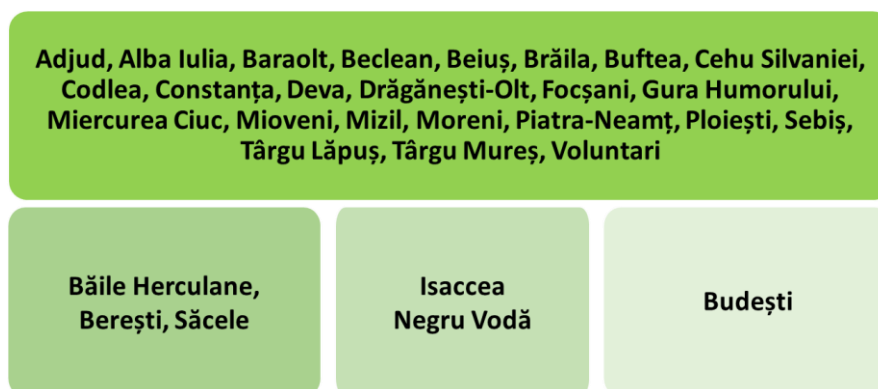 Adjud, Alba Iulia, Baraolt, Beclean, Beiuș, Brăila, Buftea, Cehu Silvaniei,
Codlea, Constanța, Deva, Drăgănești-Olt, Focșani, Gura Humorului,
Miercurea Ciuc, Mioveni, Mizil, Moreni, Piatra-Neamț, Ploiești, Sebiș,
Târgu Lăpuș, Târgu Mureș, Voluntari
Băile Herculane,
Berești, Săcele
Isaccea
Negru Vodă
Budești